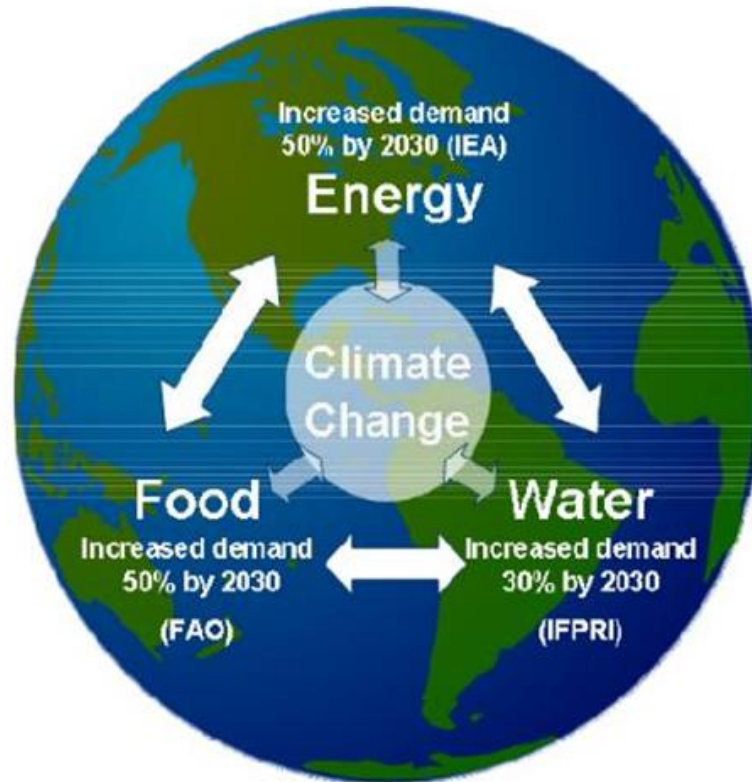 Increased demand
50% by 2030 (IEA)
Energy
Climate
Change
Food
Increased demand
50% by 2030
(FAO)
Water
Increased demand
30% by 2030
(IFPRI)